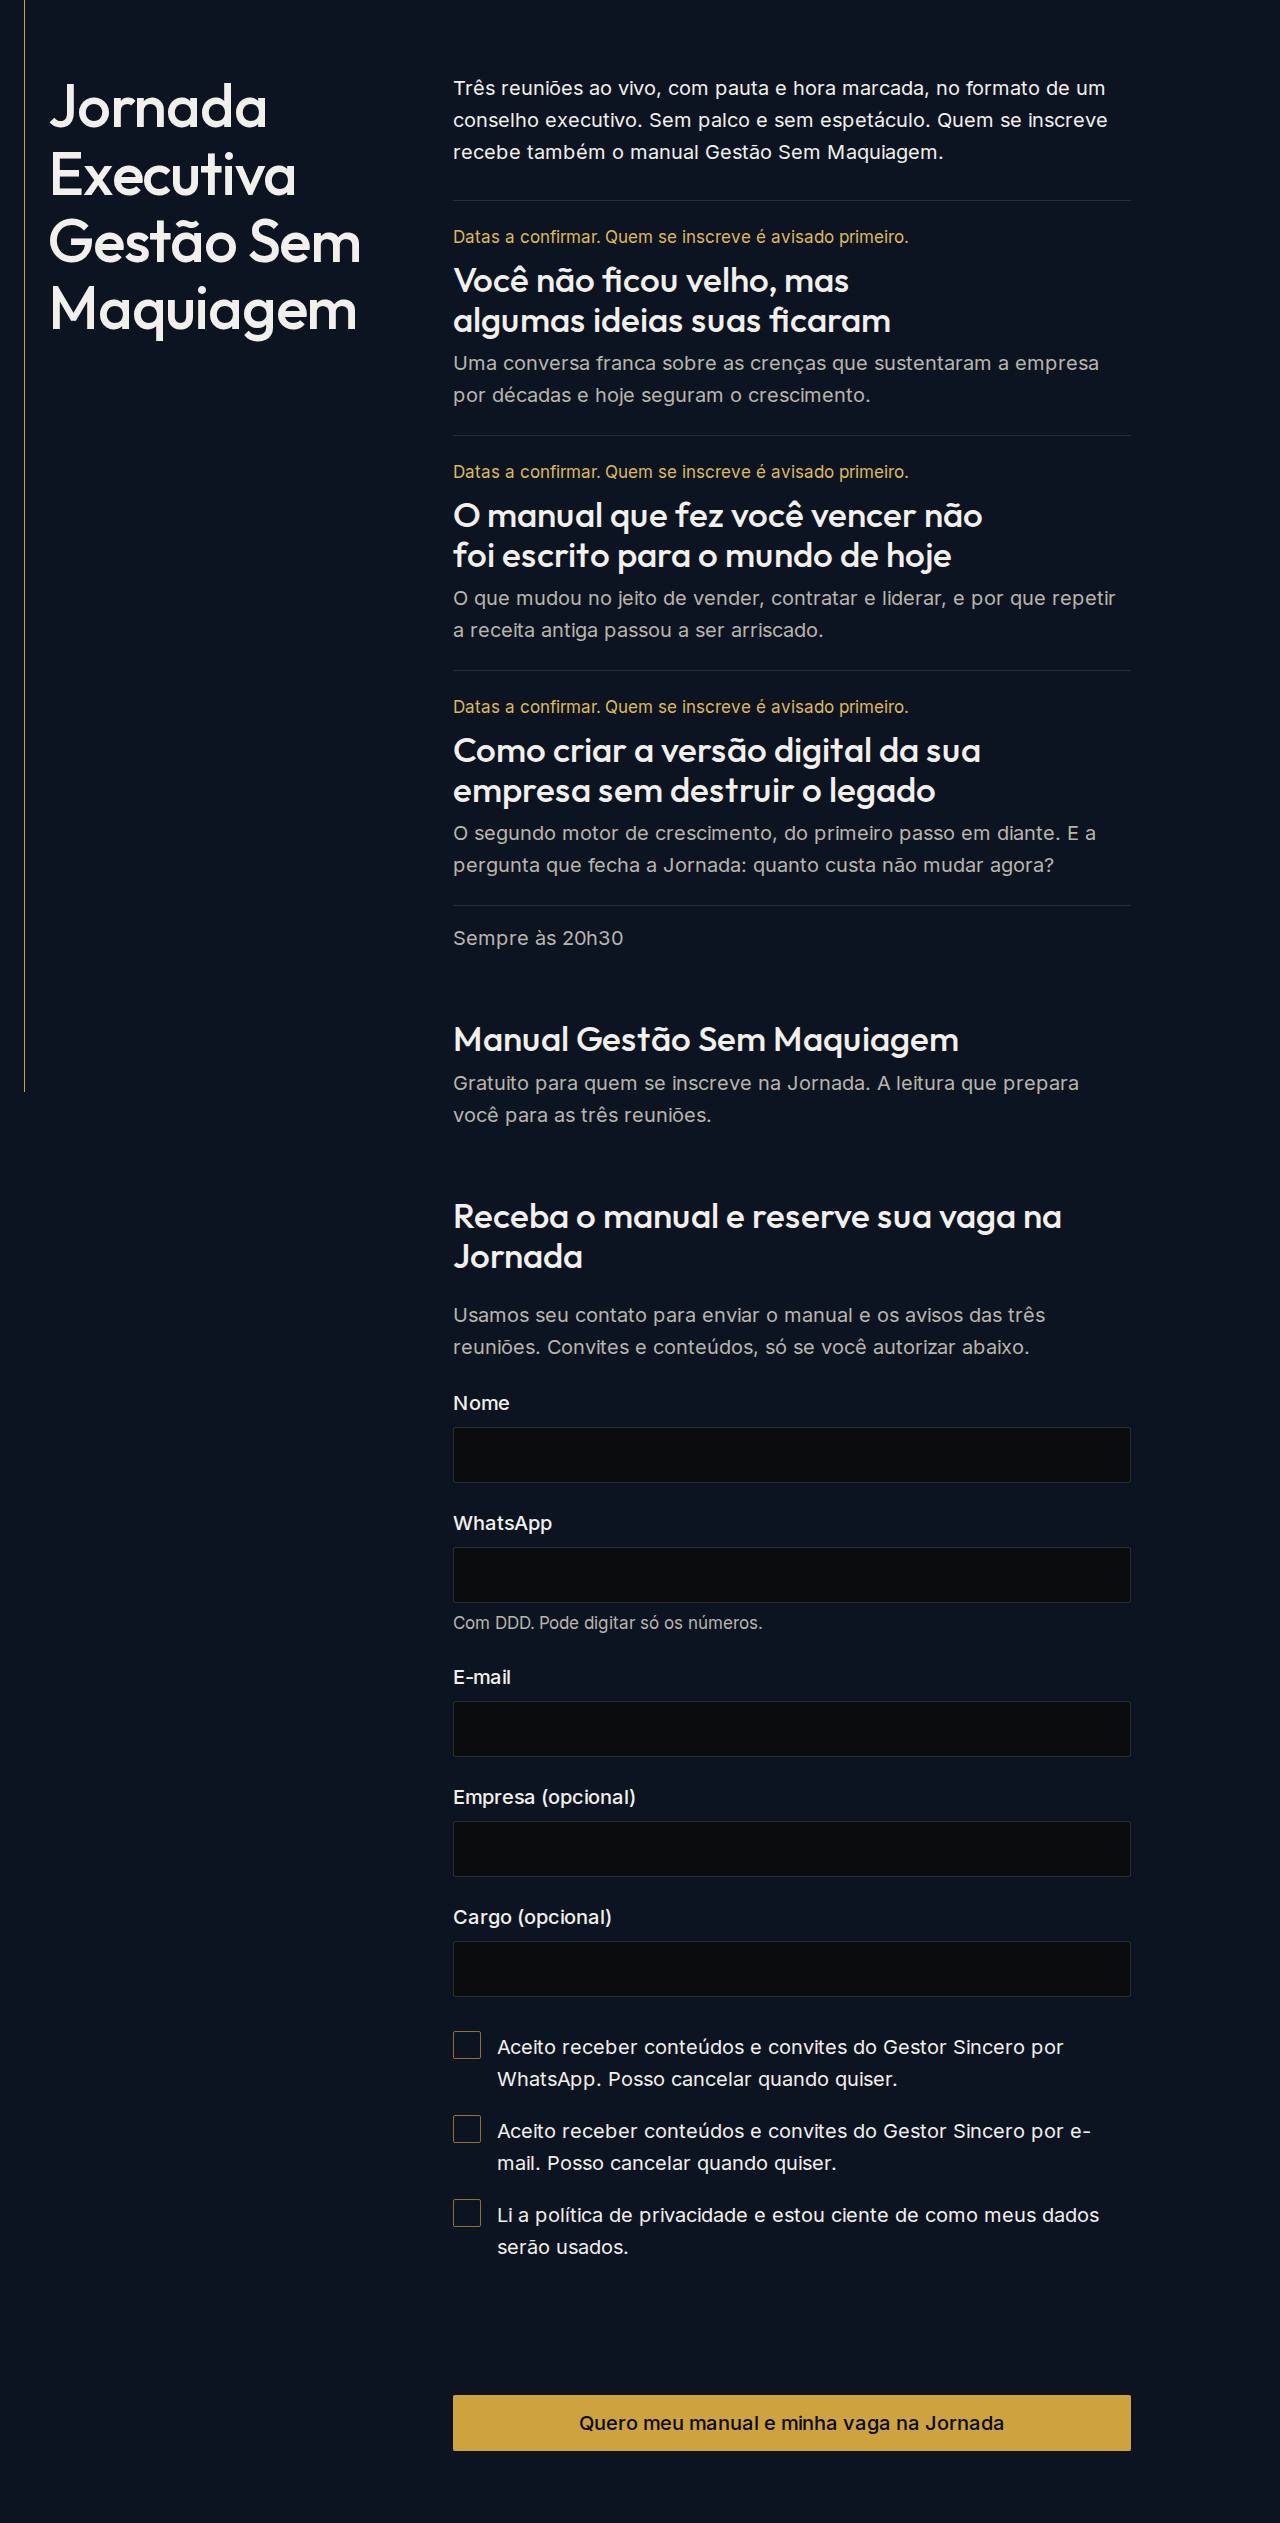 Jornada
Executiva
Gestão Sem
Maquiagem
Três reuniões ao vivo, com pauta e hora marcada, no formato de um
conselho executivo. Sem palco e sem espetáculo. Quem se inscreve
recebe também o manual Gestão Sem Maquiagem.
Datas a confirmar. Quem se inscreve é avisado primeiro.
Você não ficou velho, mas
algumas ideias suas ficaram
Uma conversa franca sobre as crenças que sustentaram a empresa
por décadas e hoje seguram o crescimento.
Datas a confirmar. Quem se inscreve é avisado primeiro.
O manual que fez você vencer não
foi escrito para o mundo de hoje
O que mudou no jeito de vender, contratar e liderar, e por que repetir
a receita antiga passou a ser arriscado.
Datas a confirmar. Quem se inscreve é avisado primeiro.
Como criar a versão digital da sua
empresa sem destruir o legado
O segundo motor de crescimento, do primeiro passo em diante. E a
pergunta que fecha a Jornada: quanto custa não mudar agora?
Sempre às 20h30
Manual Gestão Sem Maquiagem
Gratuito para quem se inscreve na Jornada. A leitura que prepara
você para as três reuniões.
Receba o manual e reserve sua vaga na
Jornada
Usamos seu contato para enviar o manual e os avisos das três
reuniões. Convites e conteúdos, só se você autorizar abaixo.
Nome
WhatsApp
Com DDD. Pode digitar só os números.
E-mail
Empresa (opcional)
Cargo (opcional)
Aceito receber conteúdos e convites do Gestor Sincero por
WhatsApp. Posso cancelar quando quiser.
Aceito receber conteúdos e convites do Gestor Sincero por e-
mail. Posso cancelar quando quiser.
Li a política de privacidade e estou ciente de como meus dados
serão usados.
Quero meu manual e minha vaga na Jornada